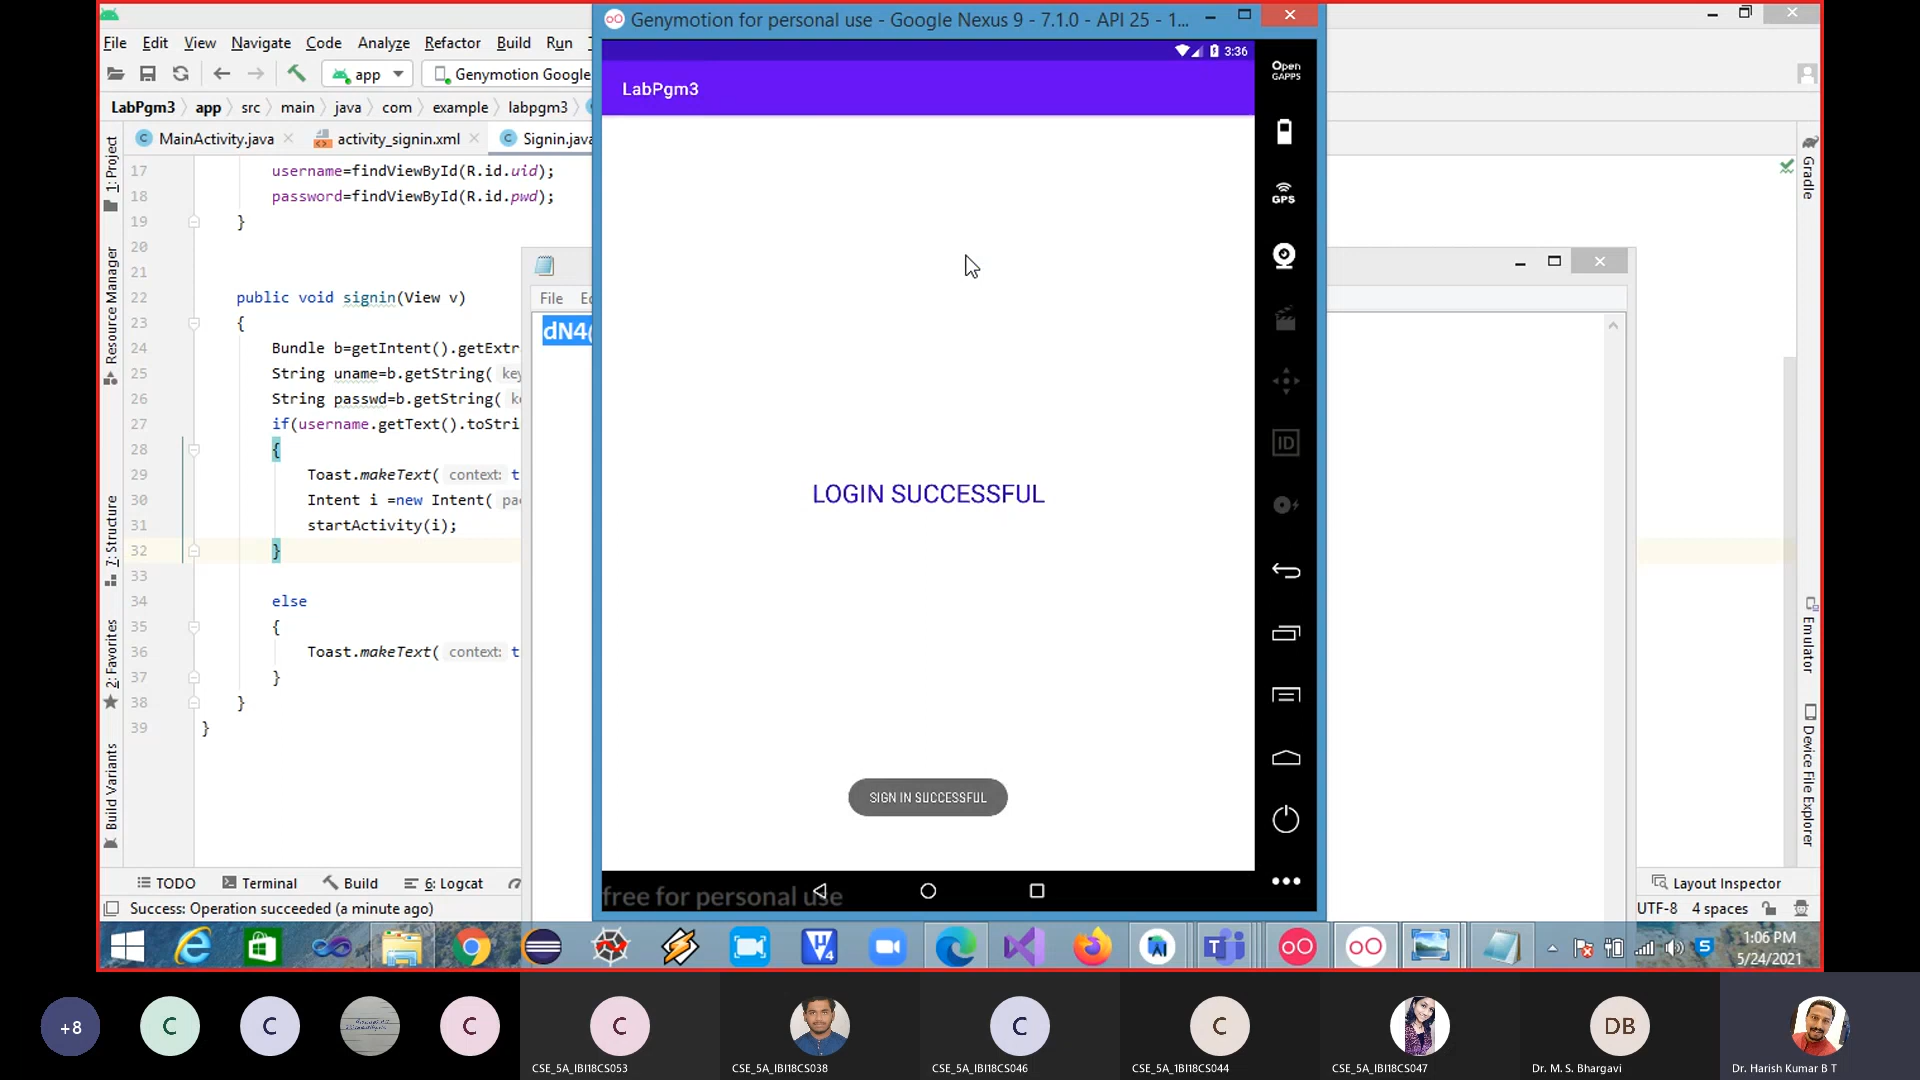 Genymotion for personal use - Google Nexus 9 - 7.1.0 - API 25 - 1...
File Edit View Navigate Code Analyze Refactor Build Run
app
Genymotion Google
LabPgm3 app src main java com example labpgm3
MainActivity.java
activity_signin.xml
Signin.java
1: Project
Resource Manager
7: Structure
2: Favorites
Build Variants
17 username=findViewById(R.id.uid);
18 password=findViewById(R.id.pwd);
19 }
20
21
22 public void signin(View v)
23 {
24 Bundle b=getIntent().getExtr
25 String uname=b.getString(
26 String passwd=b.getString(
27 if(username.getText().toStri
28 {
29 Toast.makeText( context: t
30 Intent i =new Intent(
31 startActivity(i);
32 }
33
34 else
35 {
36 Toast.makeText( context: t
37 }
38 }
39 }
File
dN4(
3:36
LabPgm3
LOGIN SUCCESSFUL
SIGN IN SUCCESSFUL
free for personal use
Open
GAPPS
GPS
ID
Gradle
Emulator
Device File Explorer
TODO Terminal Build 6: Logcat
Layout Inspector
Success: Operation succeeded (a minute ago)
UTF-8 4 spaces
1:06 PM
5/24/2021
+8
C
C
C
C
C
C
DB
CSE_5A_IBI18CS053
CSE_5A_IBI18CS038
CSE_5A_IBI18CS046
CSE_5A_1BI18CS044
CSE_5A_IBI18CS047
Dr. M. S. Bhargavi
Dr. Harish Kumar B T